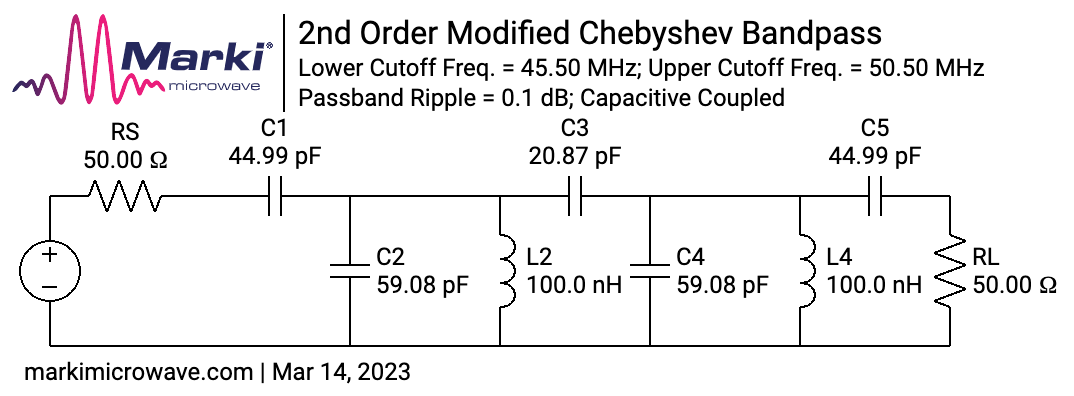 Marki®
microwave
2nd Order Modified Chebyshev Bandpass
Lower Cutoff Freq. = 45.50 MHz; Upper Cutoff Freq. = 50.50 MHz
Passband Ripple = 0.1 dB; Capacitive Coupled
RS
50.00 Ω
C1
44.99 pF
C3
20.87 pF
C5
44.99 pF
+
−
C2
59.08 pF
L2
100.0 nH
C4
59.08 pF
L4
100.0 nH
RL
50.00 Ω
markimicrowave.com | Mar 14, 2023